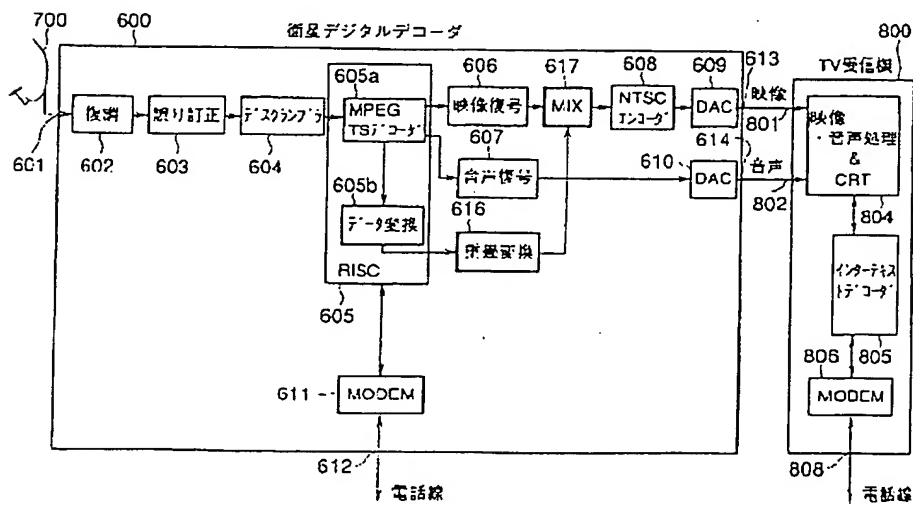 700
600
衛星デジタルデコーダ
800
TV受信機
605a
606
617
608
609
613
復調
誤り訂正
デスクランブラ
MPEG
TSデコーダ
映像復号
MIX
NTSC
エンコーダ
DAC
映像
801
映像
・音声処理
&
CRT
601
602
603
604
607
610
614
音声復号
DAC
音声
802
804
605b
616
データ変換
重畳変換
RISC
605
インターテキス
トデコーダ
805
806
611
MODEM
MODEM
612
808
電話線
電話線